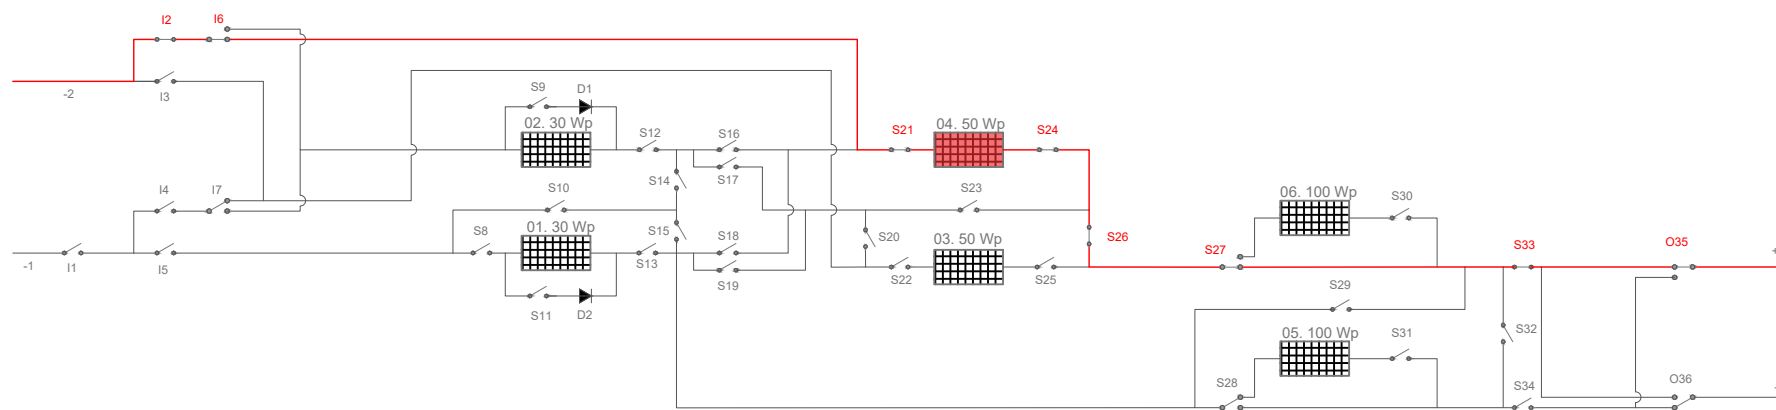 I2
I6
-2
I3
S9
D1
02. 30 Wp
S12
S16
S17
S14
S21
04. 50 Wp
S24
I4
I7
S10
S23
06. 100 Wp
S30
S8
01. 30 Wp
S15
S18
S20
03. 50 Wp
S26
S27
S33
O35
-1
I1
I5
S13
S19
S22
S25
S11
D2
S29
S32
05. 100 Wp
S31
S28
S34
O36